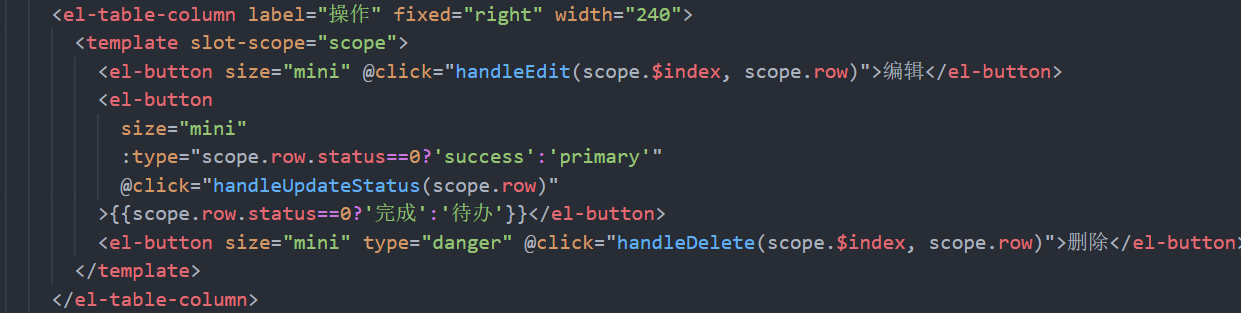 <el-table-column label="操作" fixed="right" width="240">
<template slot-scope="scope">
<el-button size="mini" @click="handleEdit(scope.$index, scope.row)">编辑</el-button>
<el-button
size="mini"
:type="scope.row.status==0?'success':'primary'"
@click="handleUpdateStatus(scope.row)"
>{{scope.row.status==0?'完成':'待办'}}</el-button>
<el-button size="mini" type="danger" @click="handleDelete(scope.$index, scope.row)">删除</el-button>
</template>
</el-table-column>